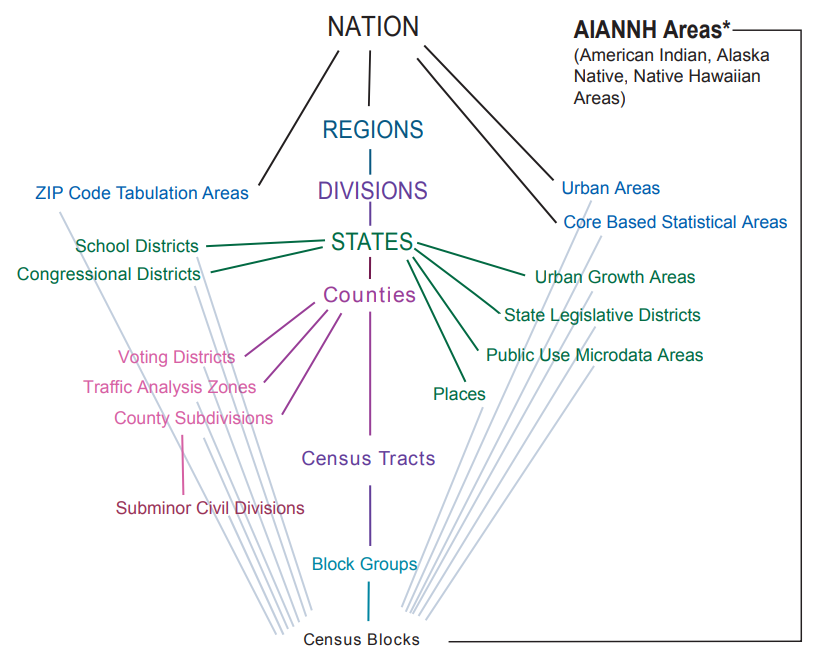 NATION
AIANNH Areas*
(American Indian, Alaska
Native, Native Hawaiian
Areas)
REGIONS
ZIP Code Tabulation Areas
DIVISIONS
Urban Areas
Core Based Statistical Areas
School Districts
STATES
Congressional Districts
Urban Growth Areas
Counties
State Legislative Districts
Voting Districts
Public Use Microdata Areas
Traffic Analysis Zones
Places
County Subdivisions
Census Tracts
Subminor Civil Divisions
Block Groups
Census Blocks